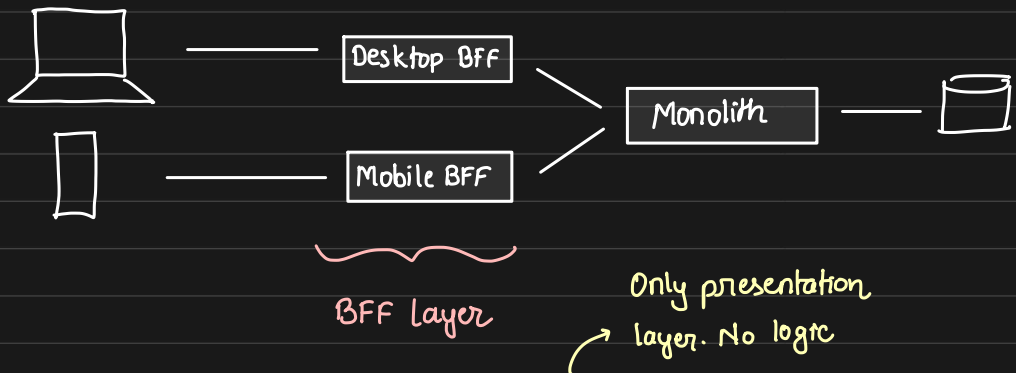 Desktop BFF
Monolith
Mobile BFF
BFF layer
Only presentation
layer. No logic